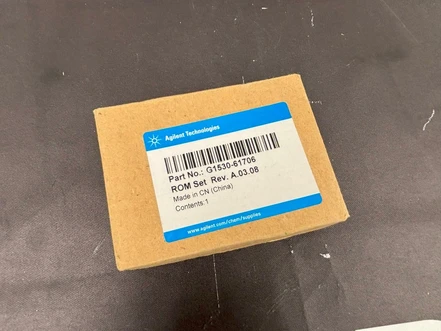 Agilent Technologies
Part No.: G1530-61706
ROM Set Rev. A.03.08
Made in CN (China)
Contents:1
www.agilent.com/chem/supplies